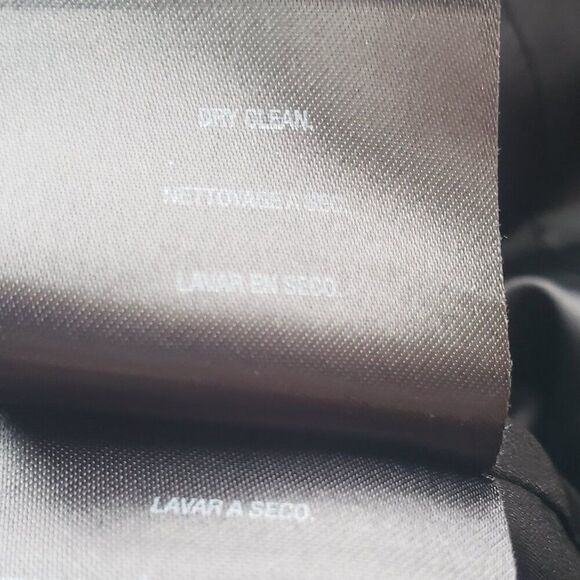 DRY CLEAN.
NETTOYAGE A SEC.
LAVAR EN SECO.
LAVAR A SECO.